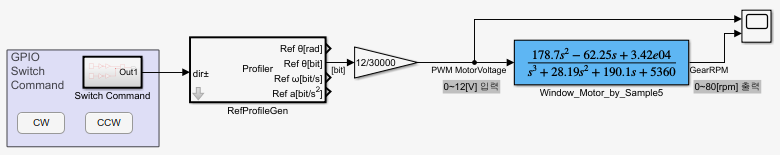 GPIO
Switch
Command
Out1
Switch Command
CW
CCW
dir±
Profiler
Ref θ[rad]
Ref θ[bit]
Ref ω[bit/s]
Ref a[bit/s²]
RefProfileGen
[bit]
12/30000
PWM MotorVoltage
0~12[V] 입력
178.7s² − 62.25s + 3.42e04
s³ + 28.19s² + 190.1s + 5360
Window_Motor_by_Sample5
GearRPM
0~80[rpm] 출력